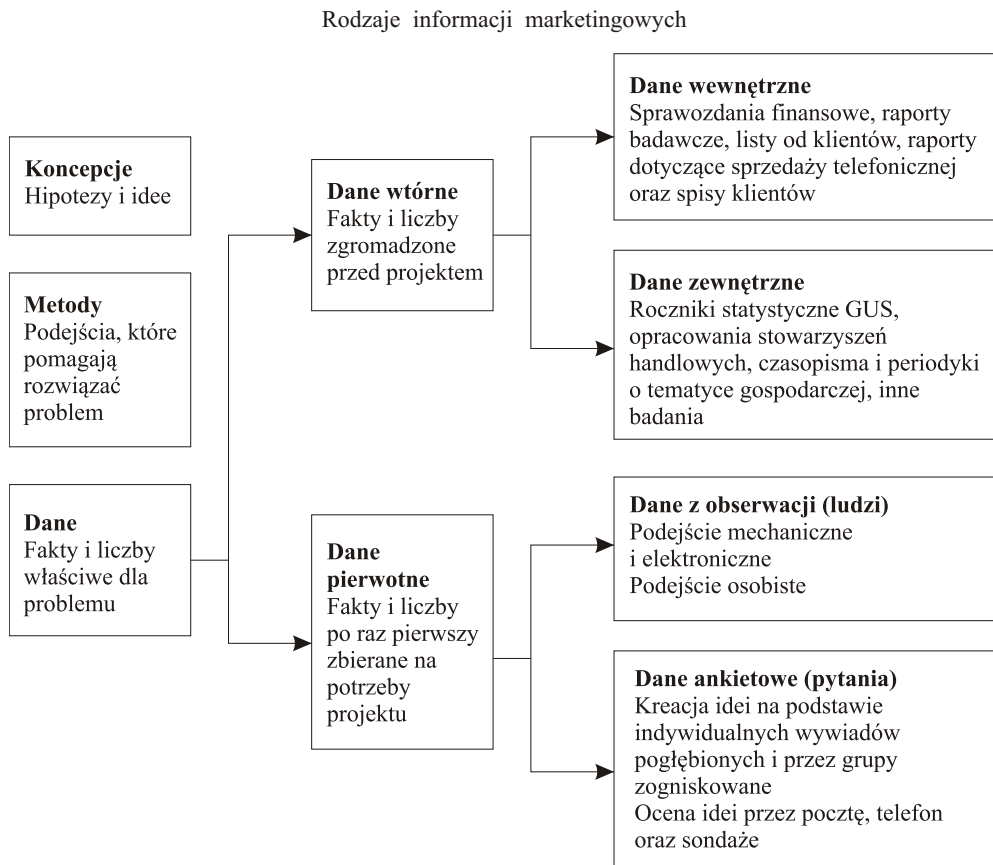 Rodzaje informacji marketingowych
Koncepcje
Hipotezy i idee
Metody
Podejścia, które
pomagają
rozwiązać
problem
Dane
Fakty i liczby
właściwe dla
problemu
Dane wtórne
Fakty i liczby
zgromadzone
przed projektem
Dane
pierwotne
Fakty i liczby
po raz pierwszy
zbierane na
potrzeby
projektu
Dane wewnętrzne
Sprawozdania finansowe, raporty
badawcze, listy od klientów, raporty
dotyczące sprzedaży telefonicznej
oraz spisy klientów
Dane zewnętrzne
Roczniki statystyczne GUS,
opracowania stowarzyszeń
handlowych, czasopisma i periodyki
o tematyce gospodarczej, inne
badania
Dane z obserwacji (ludzi)
Podejście mechaniczne
i elektroniczne
Podejście osobiste
Dane ankietowe (pytania)
Kreacja idei na podstawie
indywidualnych wywiadów
pogłębionych i przez grupy
zogniskowane
Ocena idei przez pocztę, telefon
oraz sondaże